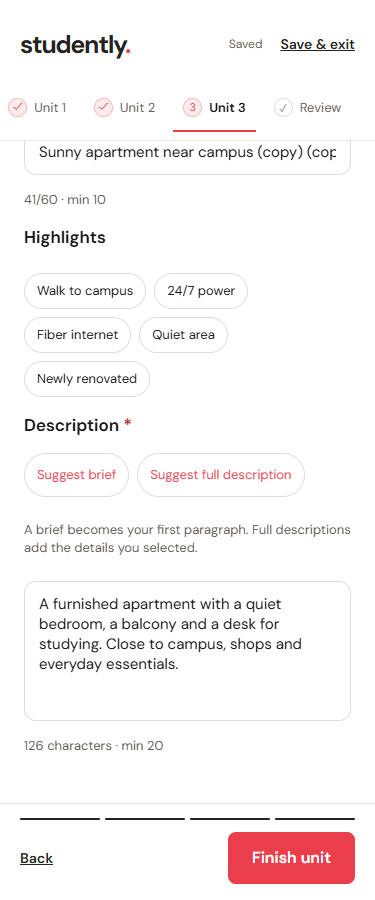 studently.
Saved
Save & exit
Unit 1
Unit 2
3 Unit 3
Review
Sunny apartment near campus (copy) (cop
41/60 · min 10
Highlights
Walk to campus
24/7 power
Fiber internet
Quiet area
Newly renovated
Description *
Suggest brief
Suggest full description
A brief becomes your first paragraph. Full descriptions
add the details you selected.
A furnished apartment with a quiet
bedroom, a balcony and a desk for
studying. Close to campus, shops and
everyday essentials.
126 characters · min 20
Back
Finish unit